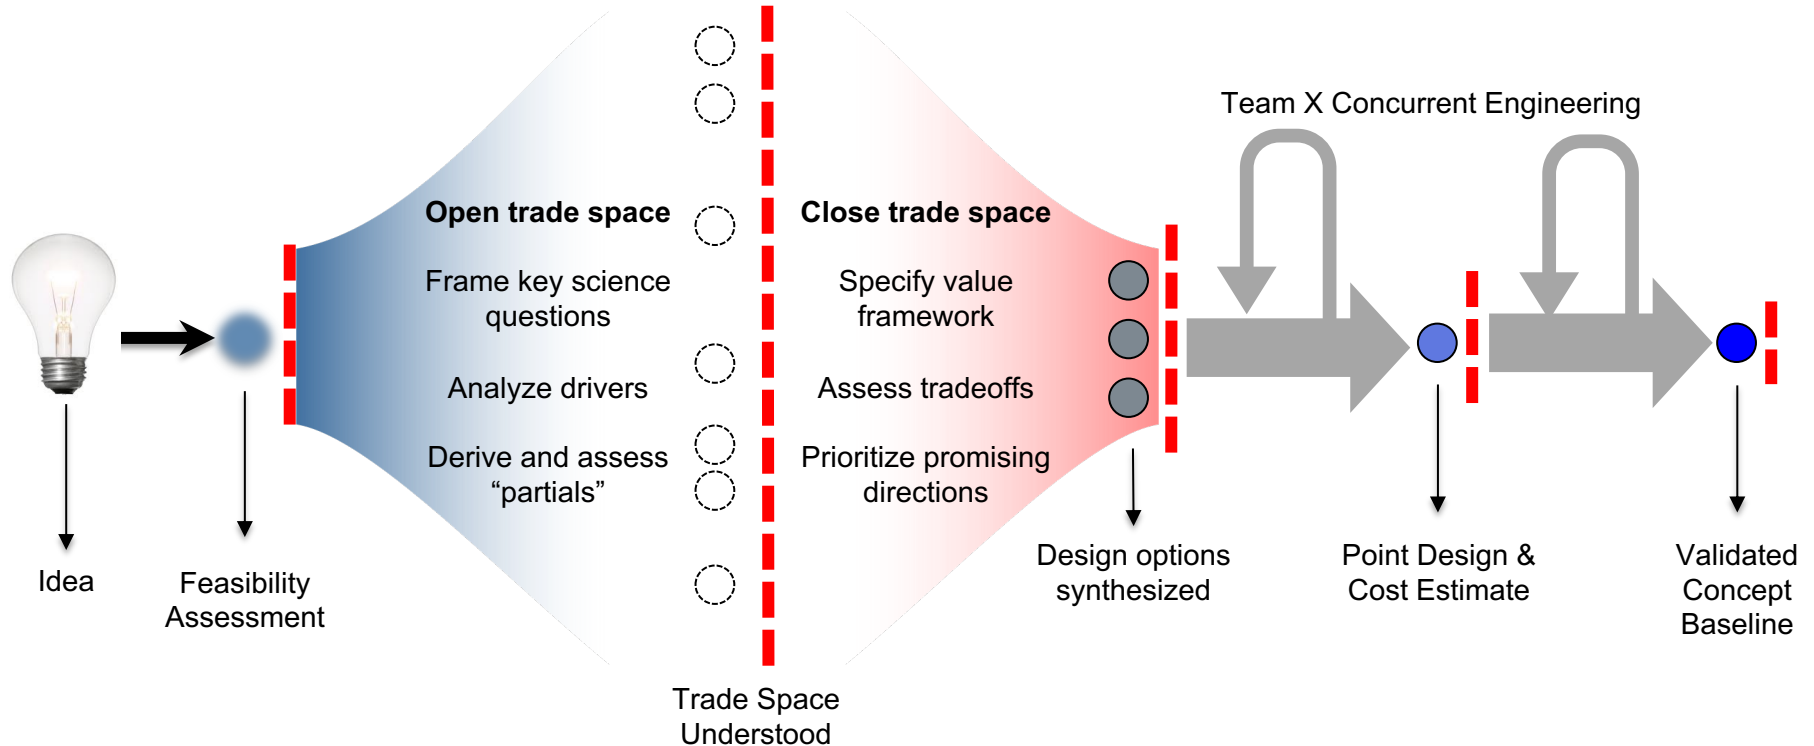 Team X Concurrent Engineering
Open trade space
Frame key science
questions
Analyze drivers
Derive and assess
“partials”
Close trade space
Specify value
framework
Assess tradeoffs
Prioritize promising
directions
Idea
Feasibility
Assessment
Trade Space
Understood
Design options
synthesized
Point Design &
Cost Estimate
Validated
Concept
Baseline